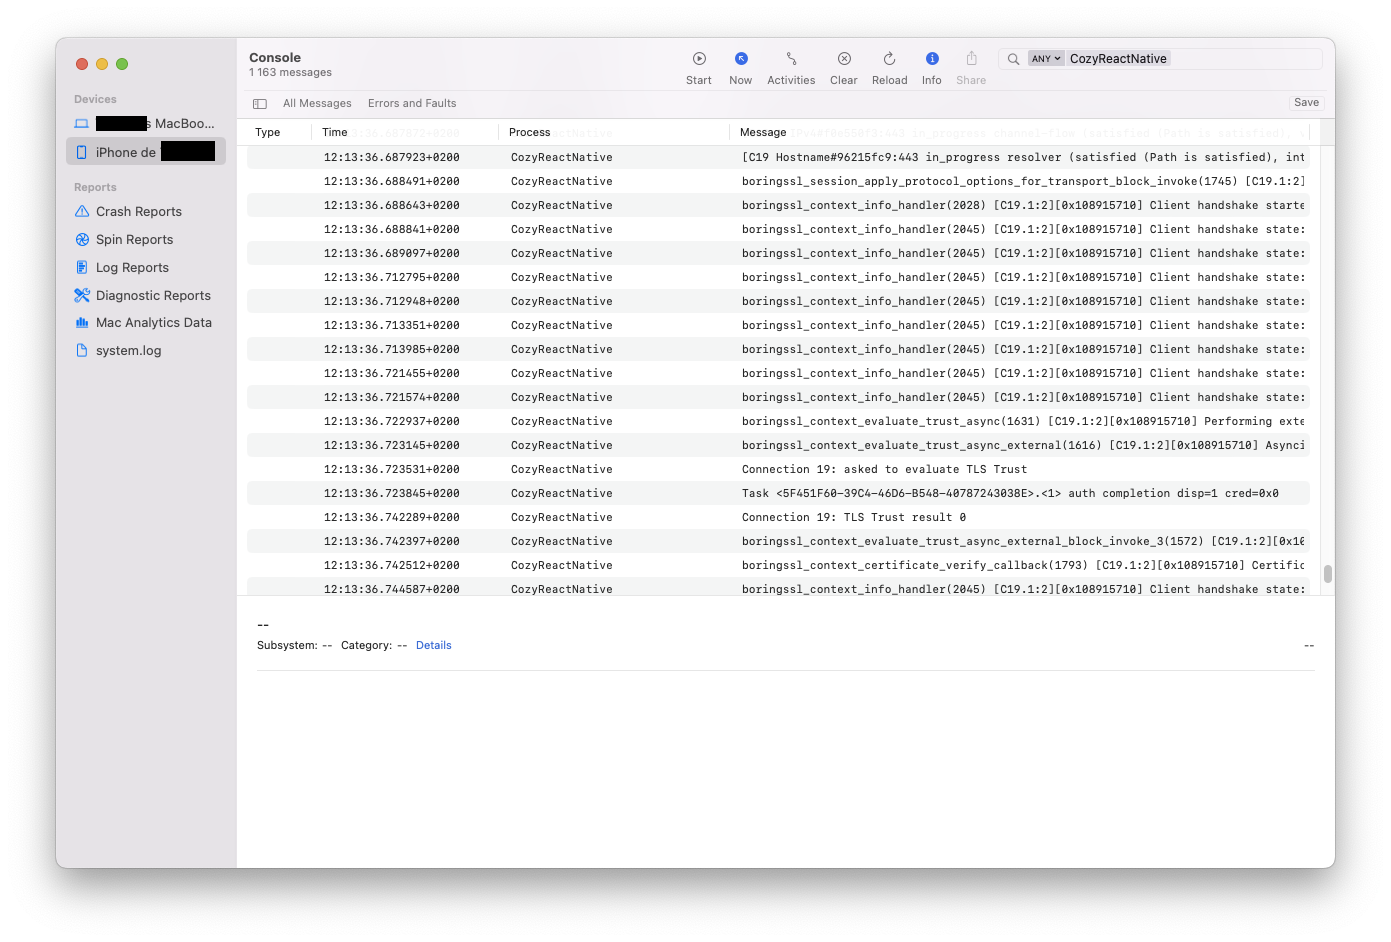 Console
1 163 messages
Start
Now
Activities
Clear
Reload
Info
Share
ANY
CozyReactNative
All Messages
Errors and Faults
Save
Devices
s MacBoo...
iPhone de
Reports
Crash Reports
Spin Reports
Log Reports
Diagnostic Reports
Mac Analytics Data
system.log
Type Time Process Message
12:13:36.687923+0200 CozyReactNative [C19 Hostname#96215fc9:443 in_progress resolver (satisfied (Path is satisfied), int
12:13:36.688491+0200 CozyReactNative boringssl_session_apply_protocol_options_for_transport_block_invoke(1745) [C19.1:2]
12:13:36.688643+0200 CozyReactNative boringssl_context_info_handler(2028) [C19.1:2][0x108915710] Client handshake starte
12:13:36.688841+0200 CozyReactNative boringssl_context_info_handler(2045) [C19.1:2][0x108915710] Client handshake state:
12:13:36.689097+0200 CozyReactNative boringssl_context_info_handler(2045) [C19.1:2][0x108915710] Client handshake state:
12:13:36.712795+0200 CozyReactNative boringssl_context_info_handler(2045) [C19.1:2][0x108915710] Client handshake state:
12:13:36.712948+0200 CozyReactNative boringssl_context_info_handler(2045) [C19.1:2][0x108915710] Client handshake state:
12:13:36.713351+0200 CozyReactNative boringssl_context_info_handler(2045) [C19.1:2][0x108915710] Client handshake state:
12:13:36.713985+0200 CozyReactNative boringssl_context_info_handler(2045) [C19.1:2][0x108915710] Client handshake state:
12:13:36.721455+0200 CozyReactNative boringssl_context_info_handler(2045) [C19.1:2][0x108915710] Client handshake state:
12:13:36.721574+0200 CozyReactNative boringssl_context_info_handler(2045) [C19.1:2][0x108915710] Client handshake state:
12:13:36.722937+0200 CozyReactNative boringssl_context_evaluate_trust_async(1631) [C19.1:2][0x108915710] Performing exte
12:13:36.723145+0200 CozyReactNative boringssl_context_evaluate_trust_async_external(1616) [C19.1:2][0x108915710] Asynci
12:13:36.723531+0200 CozyReactNative Connection 19: asked to evaluate TLS Trust
12:13:36.723845+0200 CozyReactNative Task <5F451F60-39C4-46D6-B548-40787243038E>.<1> auth completion disp=1 cred=0x0
12:13:36.742289+0200 CozyReactNative Connection 19: TLS Trust result 0
12:13:36.742397+0200 CozyReactNative boringssl_context_evaluate_trust_async_external_block_invoke_3(1572) [C19.1:2][0x10
12:13:36.742512+0200 CozyReactNative boringssl_context_certificate_verify_callback(1793) [C19.1:2][0x108915710] Certific
12:13:36.744587+0200 CozyReactNative boringssl_context_info_handler(2045) [C19.1:2][0x108915710] Client handshake state:
--
Subsystem: -- Category: -- Details --